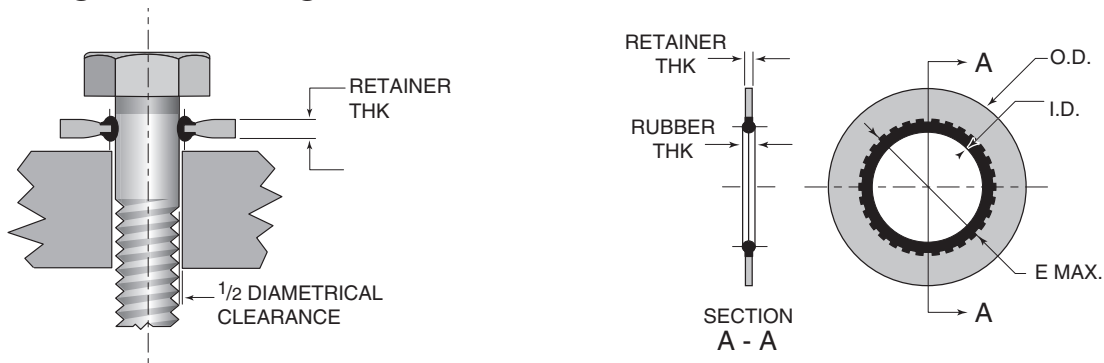 RETAINER
THK
1/2 DIAMETRICAL
CLEARANCE
RETAINER
THK
RUBBER
THK
SECTION
A - A
A
O.D.
I.D.
E MAX.
A